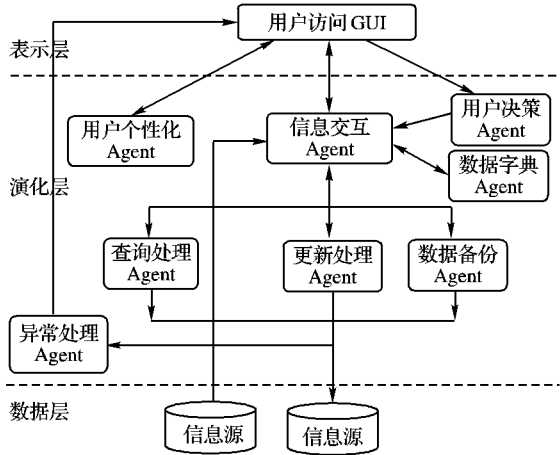 用户访问 GUI
表示层
用户个性化
Agent
信息交互
Agent
用户决策
Agent
数据字典
Agent
演化层
查询处理
Agent
更新处理
Agent
数据备份
Agent
异常处理
Agent
数据层
信息源
信息源